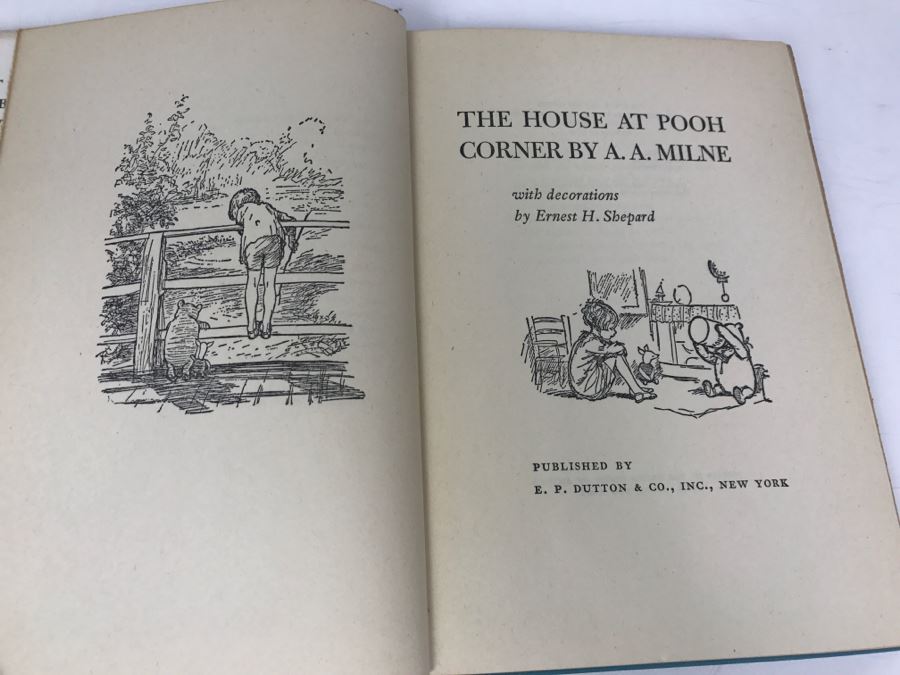 THE HOUSE AT POOH
CORNER BY A. A. MILNE
with decorations
by Ernest H. Shepard
PUBLISHED BY
E. P. DUTTON & CO., INC., NEW YORK